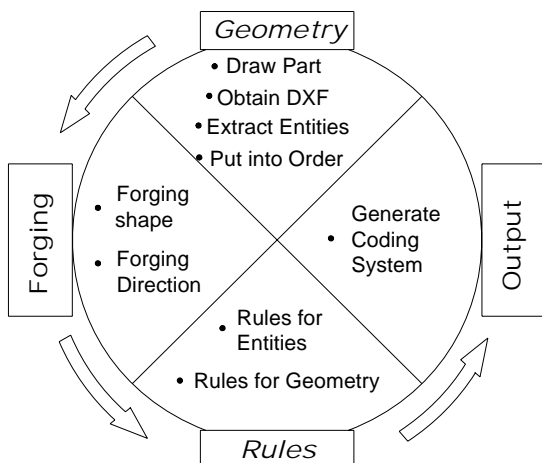 Geometry
• Draw Part
• Obtain DXF
• Extract Entities
• Put into Order
Forging
• Forging
shape
• Forging
Direction
• Generate
Coding
System
Output
• Rules for
Entities
• Rules for Geometry
Rules